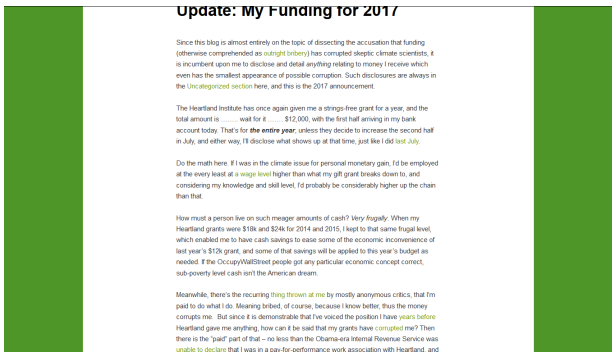 Update: My Funding for 2017
Since this blog is almost entirely on the topic of dissecting the accusation that funding
(otherwise comprehended as outright bribery) has corrupted skeptic climate scientists, it
is incumbent upon me to disclose and detail anything relating to money I receive which
even has the smallest appearance of possible corruption. Such disclosures are always in
the Uncategorized section here, and this is the 2017 announcement.
The Heartland Institute has once again given me a strings-free grant for a year, and the
total amount is ……… wait for it ……. $12,000, with the first half arriving in my bank
account today. That's for the entire year, unless they decide to increase the second half
in July, and either way, I'll disclose what shows up at that time, just like I did last July.
Do the math here. If I was in the climate issue for personal monetary gain, I'd be employed
at the every least at a wage level higher than what my gift grant breaks down to, and
considering my knowledge and skill level, I'd probably be considerably higher up the chain
than that.
How must a person live on such meager amounts of cash? Very frugally. When my
Heartland grants were $18k and $24k for 2014 and 2015, I kept to that same frugal level,
which enabled me to have cash savings to ease some of the economic inconvenience of
last year's $12k grant, and some of that savings will be applied to this year's budget as
needed. If the OccupyWallStreet people got any particular economic concept correct,
sub-poverty level cash isn't the American dream.
Meanwhile, there's the recurring thing thrown at me by mostly anonymous critics, that I'm
paid to do what I do. Meaning bribed, of course, because I know better, thus the money
corrupts me. But since it is demonstrable that I've voiced the position I have years before
Heartland gave me anything, how can it be said that my grants have corrupted me? Then
there is the "paid" part of that – no less than the Obama-era Internal Revenue Service was
unable to declare that I was in a pay-for-performance work association with Heartland, and